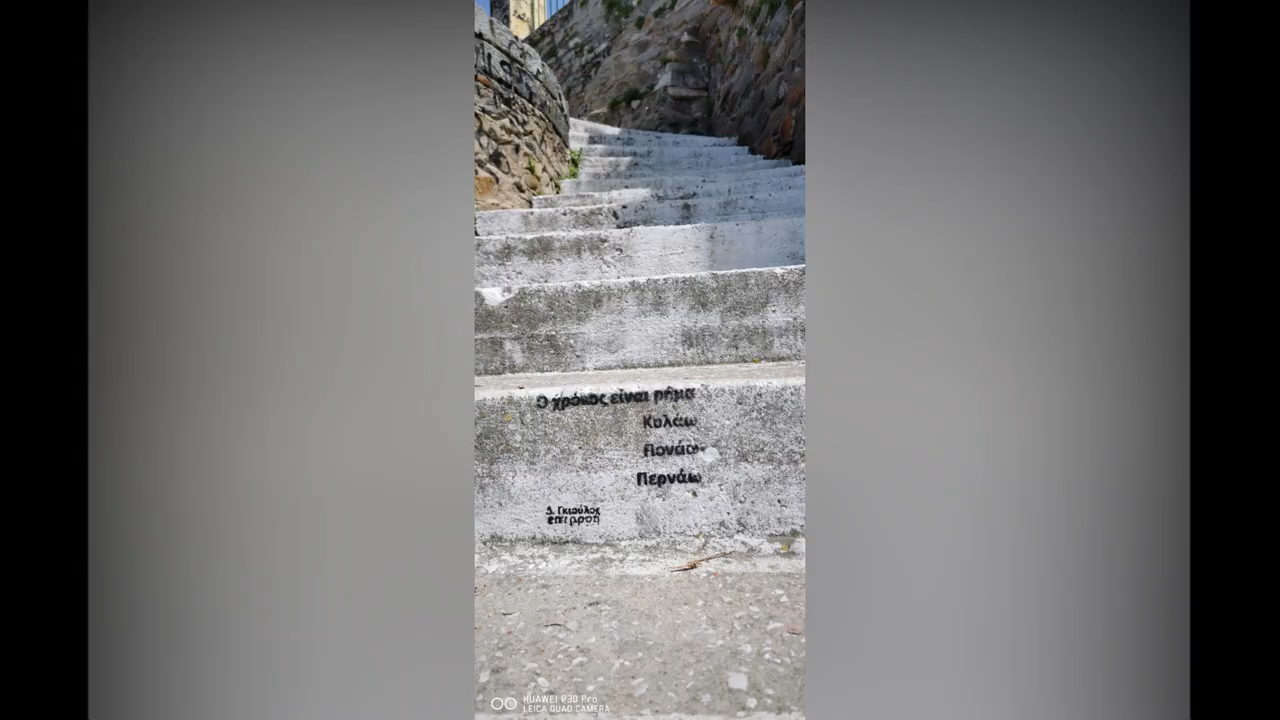 Ο χρόνος είναι ρήμα
Κυλάω
Πονάω
Περνάω
Δ. Γκιούλος
επιρροή
HUAWEI P30 Pro
LEICA QUAD CAMERA